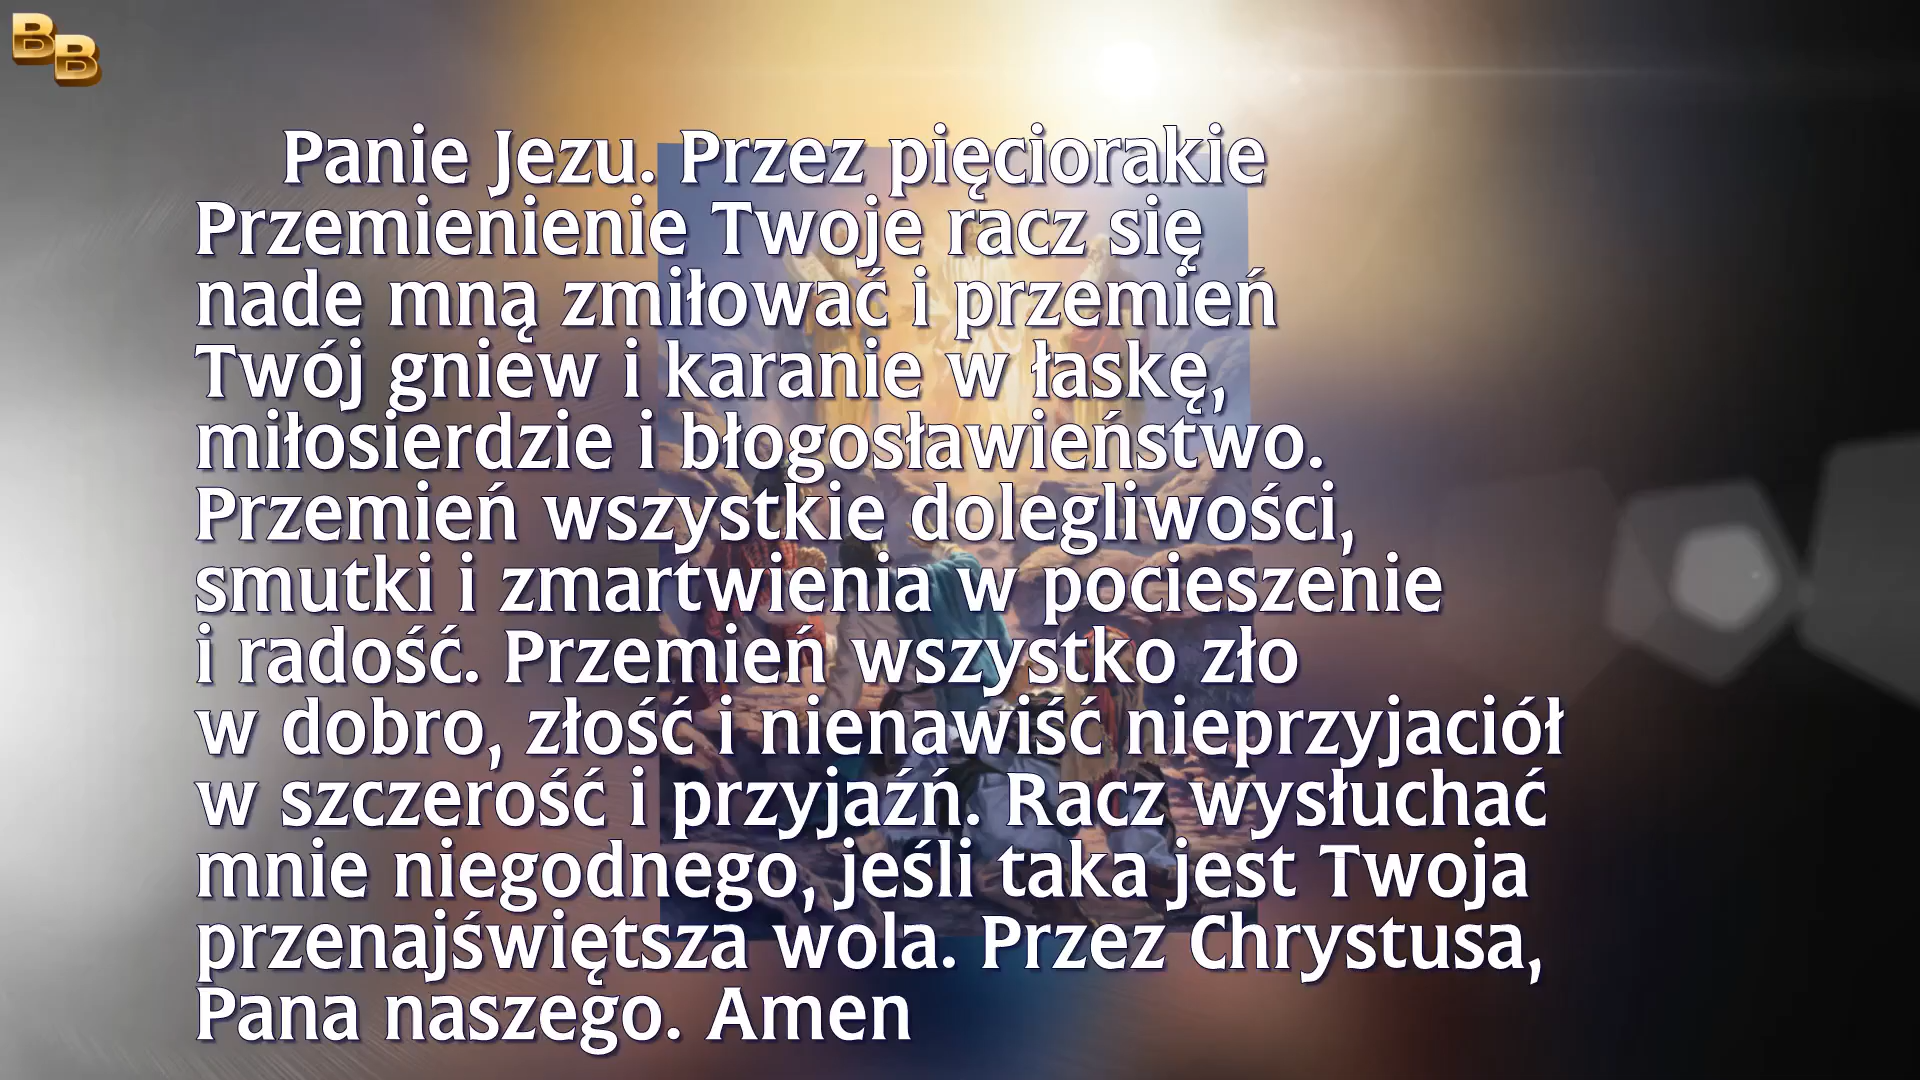 BB
Panie Jezu. Przez pięciorakie
Przemienienie Twoje racz się
nade mną zmiłować i przemień
Twój gniew i karanie w łaskę,
miłosierdzie i błogosławieństwo.
Przemień wszystkie dolegliwości,
smutki i zmartwienia w pocieszenie
i radość. Przemień wszystko zło
w dobro, złość i nienawiść nieprzyjaciół
w szczerość i przyjaźń. Racz wysłuchać
mnie niegodnego, jeśli taka jest Twoja
przenajświętsza wola. Przez Chrystusa,
Pana naszego. Amen